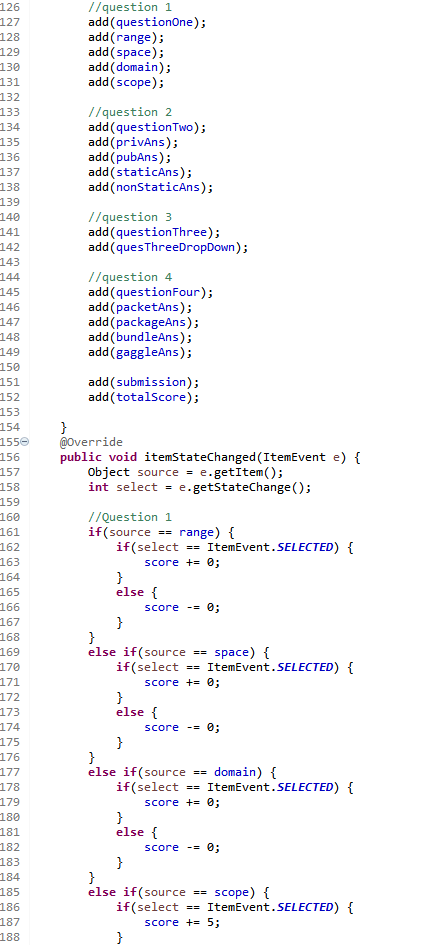 126 //question 1
127 add(questionOne);
128 add(range);
129 add(space);
130 add(domain);
131 add(scope);
132
133 //question 2
134 add(questionTwo);
135 add(privAns);
136 add(pubAns);
137 add(staticAns);
138 add(nonStaticAns);
139
140 //question 3
141 add(questionThree);
142 add(quesThreeDropDown);
143
144 //question 4
145 add(questionFour);
146 add(packetAns);
147 add(packageAns);
148 add(bundleAns);
149 add(gaggleAns);
150
151 add(submission);
152 add(totalScore);
153
154 }
155 @Override
156 public void itemStateChanged(ItemEvent e) {
157 Object source = e.getItem();
158 int select = e.getStateChange();
159
160 //Question 1
161 if(source == range) {
162 if(select == ItemEvent.SELECTED) {
163 score += 0;
164 }
165 else {
166 score -= 0;
167 }
168 }
169 else if(source == space) {
170 if(select == ItemEvent.SELECTED) {
171 score += 0;
172 }
173 else {
174 score -= 0;
175 }
176 }
177 else if(source == domain) {
178 if(select == ItemEvent.SELECTED) {
179 score += 0;
180 }
181 else {
182 score -= 0;
183 }
184 }
185 else if(source == scope) {
186 if(select == ItemEvent.SELECTED) {
187 score += 5;
188 }